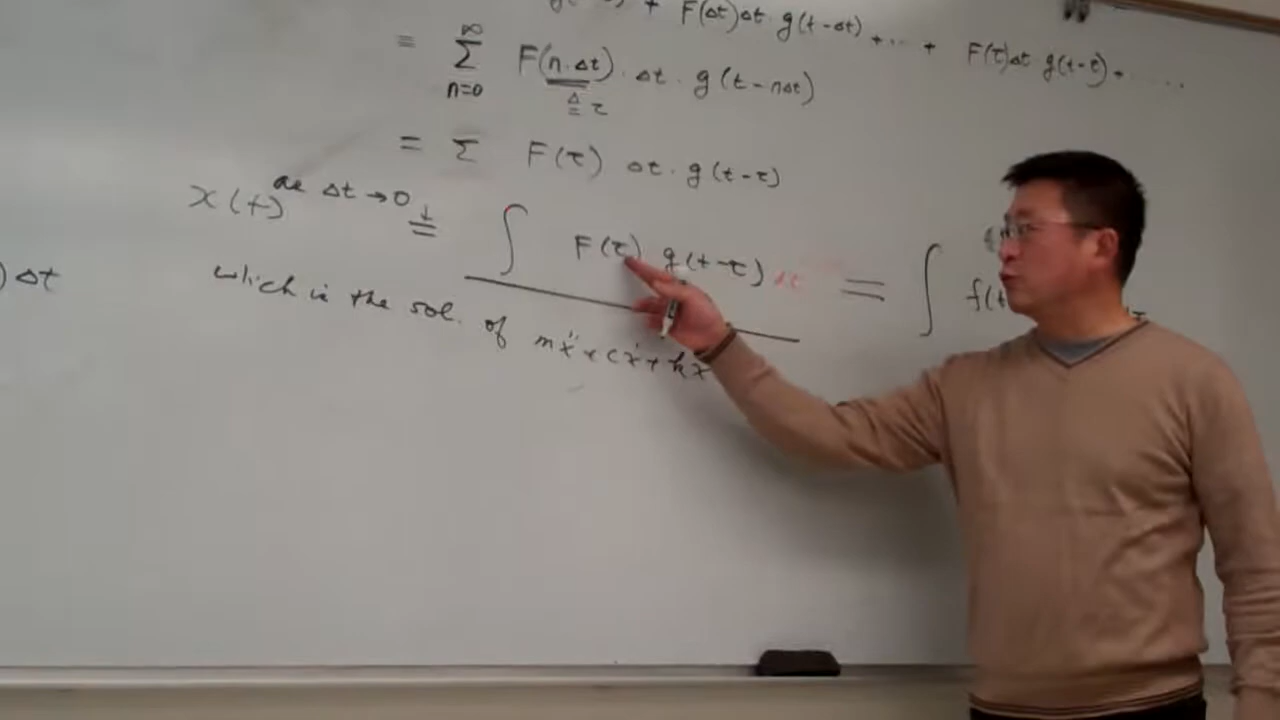 + F(Δt)Δt · g(t-Δt) + ... + F(τ)Δt g(t-τ) + .....
= ∞ Σ n=0 F(n·Δt) · Δt · g(t-nΔt)
≜ τ
= Σ F(τ) Δt · g(t-τ)
x(t) as Δt→0 = ∫ F(τ) g(t-τ) dτ = ∫ f(t
) Δt
which is the sol. of mẍ + cẋ + kx